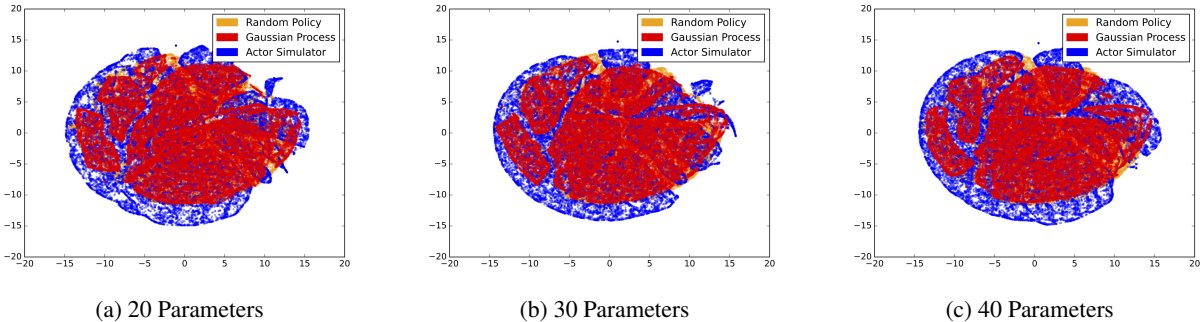 Random Policy
Gaussian Process
Actor Simulator
20
15
10
5
0
−5
−10
−15
−20
−20 −15 −10 −5 0 5 10 15 20
(a) 20 Parameters
Random Policy
Gaussian Process
Actor Simulator
20
15
10
5
0
−5
−10
−15
−20
−20 −15 −10 −5 0 5 10 15 20
(b) 30 Parameters
Random Policy
Gaussian Process
Actor Simulator
20
15
10
5
0
−5
−10
−15
−20
−20 −15 −10 −5 0 5 10 15 20
(c) 40 Parameters